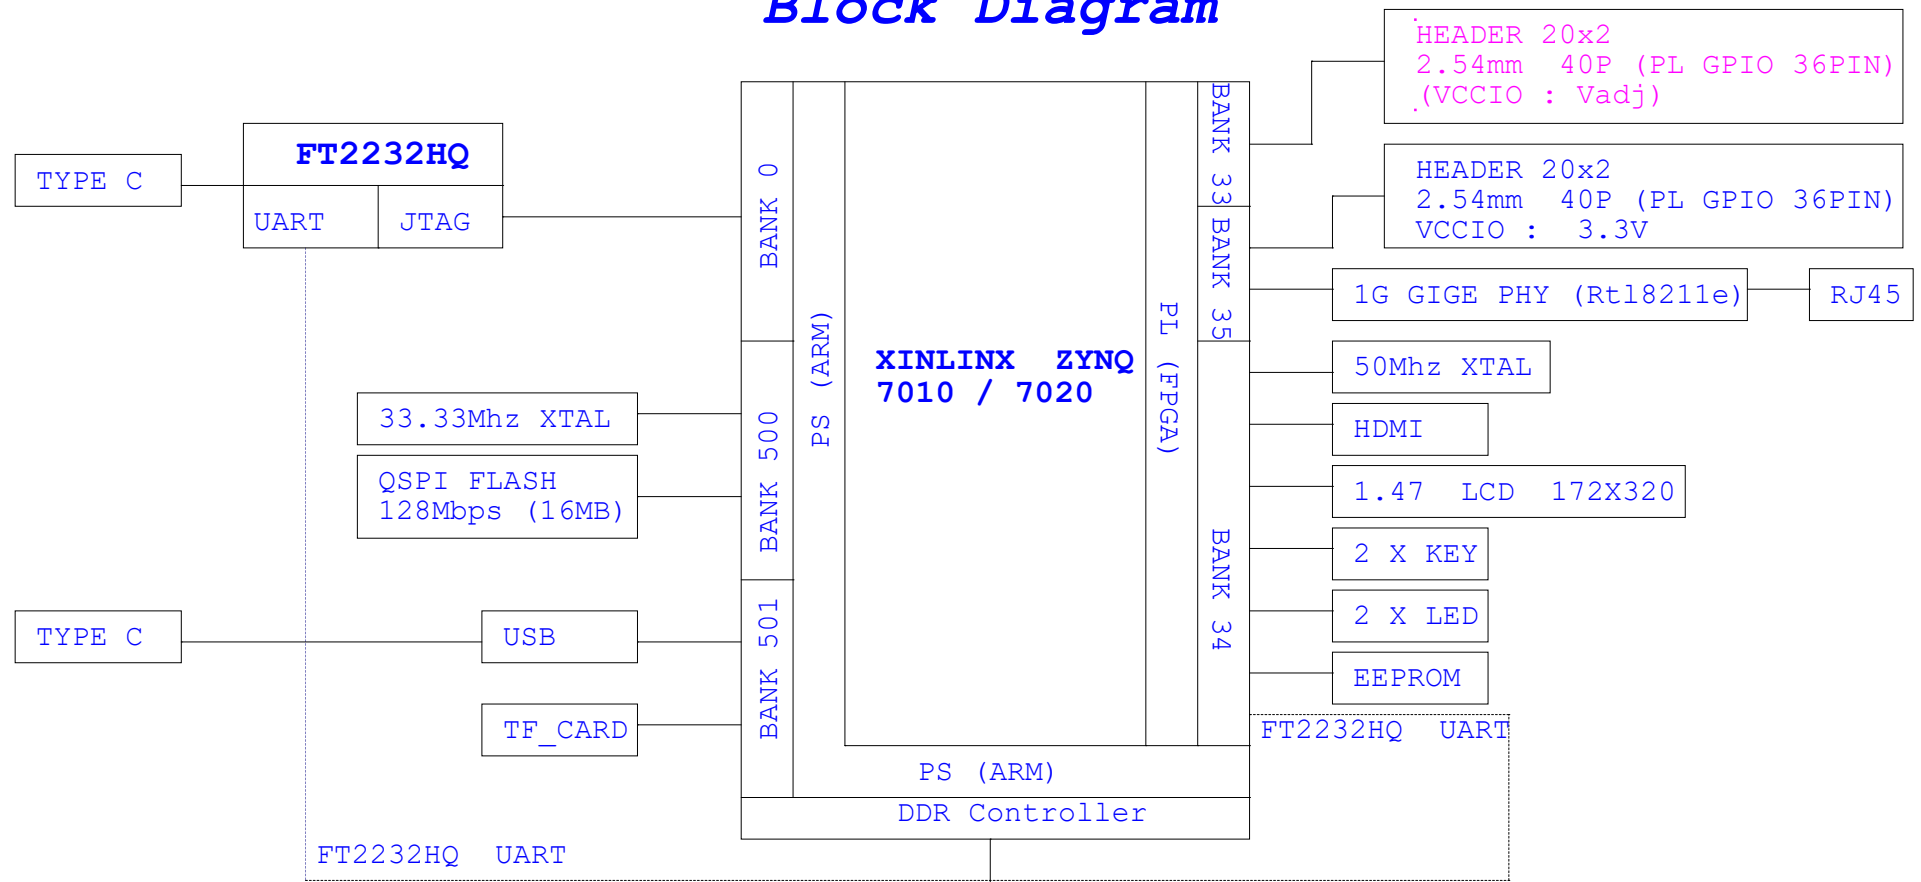 Block Diagram
HEADER 20x2
2.54mm 40P (PL GPIO 36PIN)
(VCCIO : Vadj)
FT2232HQ
TYPE C
UART
JTAG
HEADER 20x2
2.54mm 40P (PL GPIO 36PIN)
VCCIO : 3.3V
1G GIGE PHY (Rtl8211e)
RJ45
50Mhz XTAL
HDMI
1.47 LCD 172X320
2 X KEY
2 X LED
EEPROM
FT2232HQ UART
BANK 0
BANK 500
BANK 501
PS (ARM)
XINLINX ZYNQ
7010 / 7020
PL (FPGA)
BANK 33
BANK 35
BANK 34
33.33Mhz XTAL
QSPI FLASH
128Mbps (16MB)
TYPE C
USB
TF_CARD
PS (ARM)
DDR Controller
FT2232HQ UART